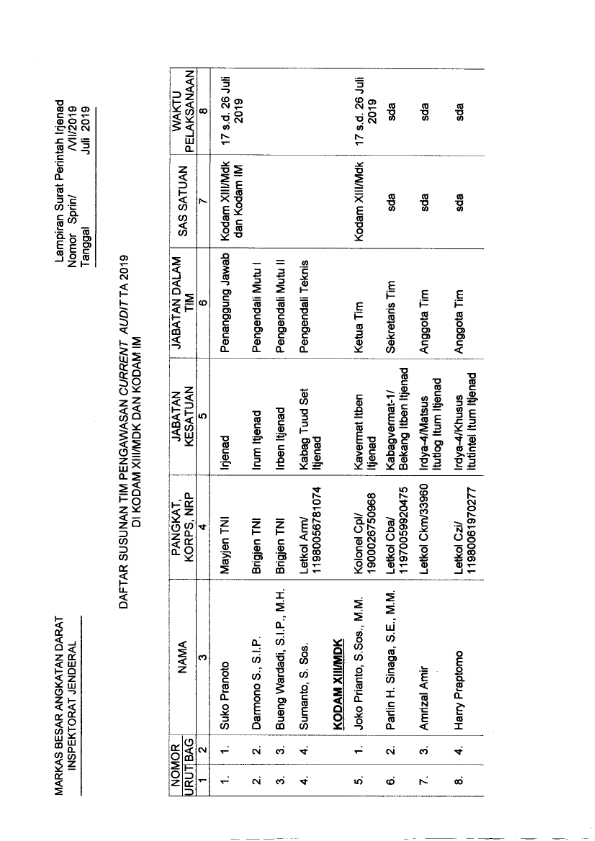 MARKAS BESAR ANGKATAN DARAT
INSPEKTORAT JENDERAL
Lampiran Surat Perintah Irjenad
Nomor Sprin/ /VII/2019
Tanggal Juli 2019
DAFTAR SUSUNAN TIM PENGAWASAN CURRENT AUDIT TA 2019
DI KODAM XIII/MDK DAN KODAM IM
NOMOR NAMA PANGKAT, JABATAN JABATAN DALAM SAS SATUAN WAKTU
URUT BAG KORPS, NRP KESATUAN TIM PELAKSANAAN
1 2 3 4 5 6 7 8
1. 1. Suko Pranoto Mayjen TNI Irjenad Penanggung Jawab Kodam XIII/Mdk 17 s.d. 26 Juli
dan Kodam IM 2019
2. 2. Darmono S., S.I.P. Brigjen TNI Irum Itjenad Pengendali Mutu I
3. 3. Bueng Wardadi, S.I.P., M.H. Brigjen TNI Irben Itjenad Pengendali Mutu II
4. 4. Sumanto, S. Sos. Letkol Arm/ Kabag Tuud Set Pengendali Teknis
11980056781074 Itjenad
KODAM XIII/MDK
5. 1. Joko Prianto, S.Sos., M.M. Kolonel Cpl/ Kavermat Itben Ketua Tim Kodam XIII/Mdk 17 s.d. 26 Juli
1900026750968 Itjenad 2019
6. 2. Parlin H. Sinaga, S.E., M.M. Letkol Cba/ Kabagvermat-1/ Sekretaris Tim sda sda
11970059920475 Bekang Itben Itjenad
7. 3. Amrizal Amir Letkol Ckm/33960 Irdya-4/Matsus Anggota Tim sda sda
Itutlog Itum Itjenad
8. 4. Harry Praptomo Letkol Czi/ Irdya-4/Khusus Anggota Tim sda sda
11980061970277 Itutintel Itum Itjenad